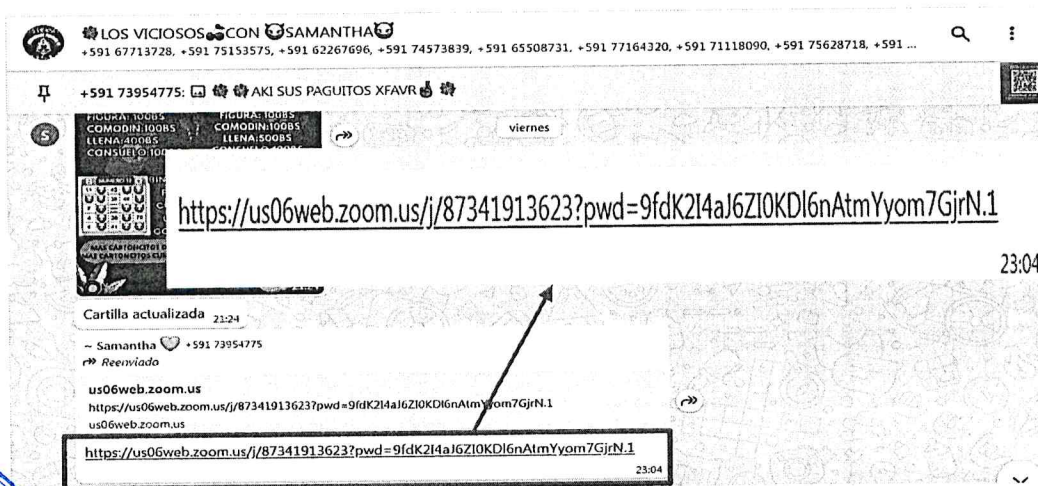 LOS VICIOSOS CON SAMANTHA
+591 67713728, +591 75153575, +591 62267696, +591 74573839, +591 65508731, +591 77164320, +591 71118090, +591 75628718, +591 ...
+591 73954775: AKI SUS PAGUITOS XFAVR
S
FIGURA: 100BS FIGURA: 100BS
COMODIN:100BS COMODIN:100BS
LLENA:400BS LLENA:500BS
viernes
https://us06web.zoom.us/j/87341913623?pwd=9fdK2I4aJ6ZI0KDl6nAtmYyom7GjrN.1
23:04
Cartilla actualizada 21:24
~ Samantha +591 73954775
Reenviado
us06web.zoom.us
https://us06web.zoom.us/j/87341913623?pwd=9fdK2I4aJ6ZI0KDl6nAtmYyom7GjrN.1
us06web.zoom.us
https://us06web.zoom.us/j/87341913623?pwd=9fdK2I4aJ6ZI0KDl6nAtmYyom7GjrN.1
23:04